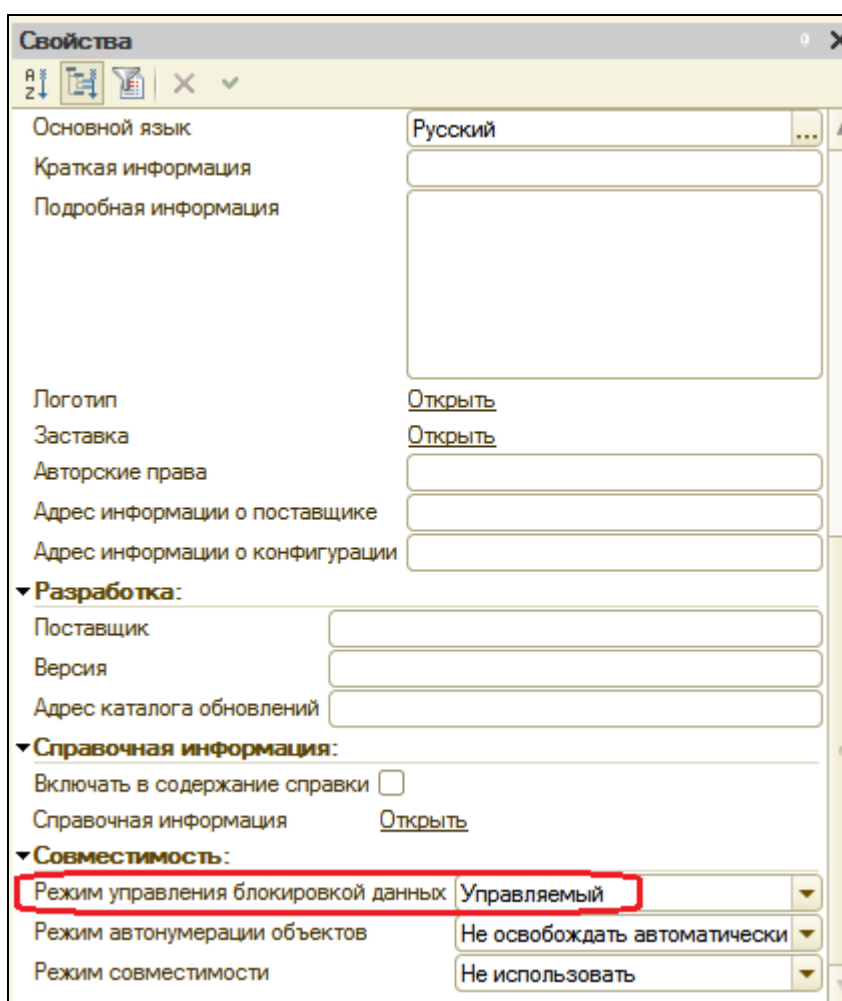 Свойства
Основной язык Русский ...
Краткая информация
Подробная информация
Логотип Открыть
Заставка Открыть
Авторские права
Адрес информации о поставщике
Адрес информации о конфигурации
Разработка:
Поставщик
Версия
Адрес каталога обновлений
Справочная информация:
Включать в содержание справки
Справочная информация Открыть
Совместимость:
Режим управления блокировкой данных Управляемый
Режим автонумерации объектов Не освобождать автоматически
Режим совместимости Не использовать